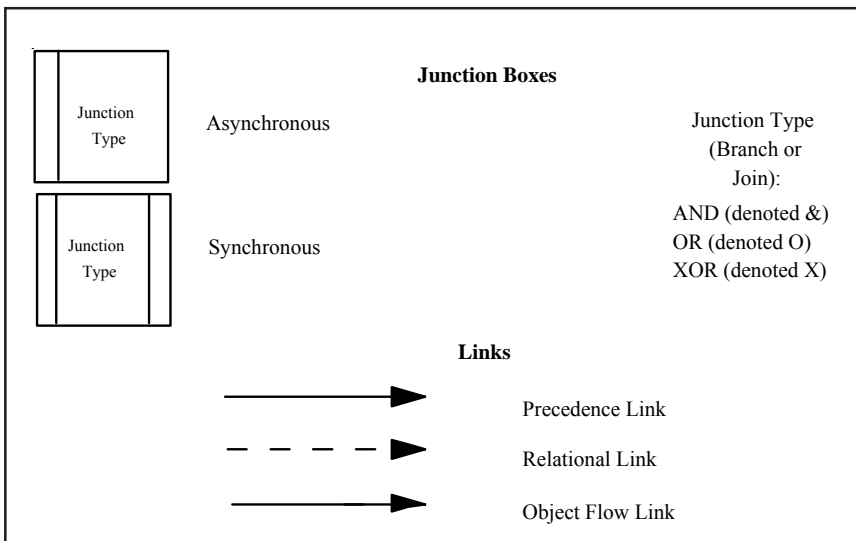 Junction Boxes
Junction
Type
Asynchronous
Junction
Type
Synchronous
Junction Type
(Branch or
Join):
AND (denoted &)
OR (denoted O)
XOR (denoted X)
Links
Precedence Link
Relational Link
Object Flow Link